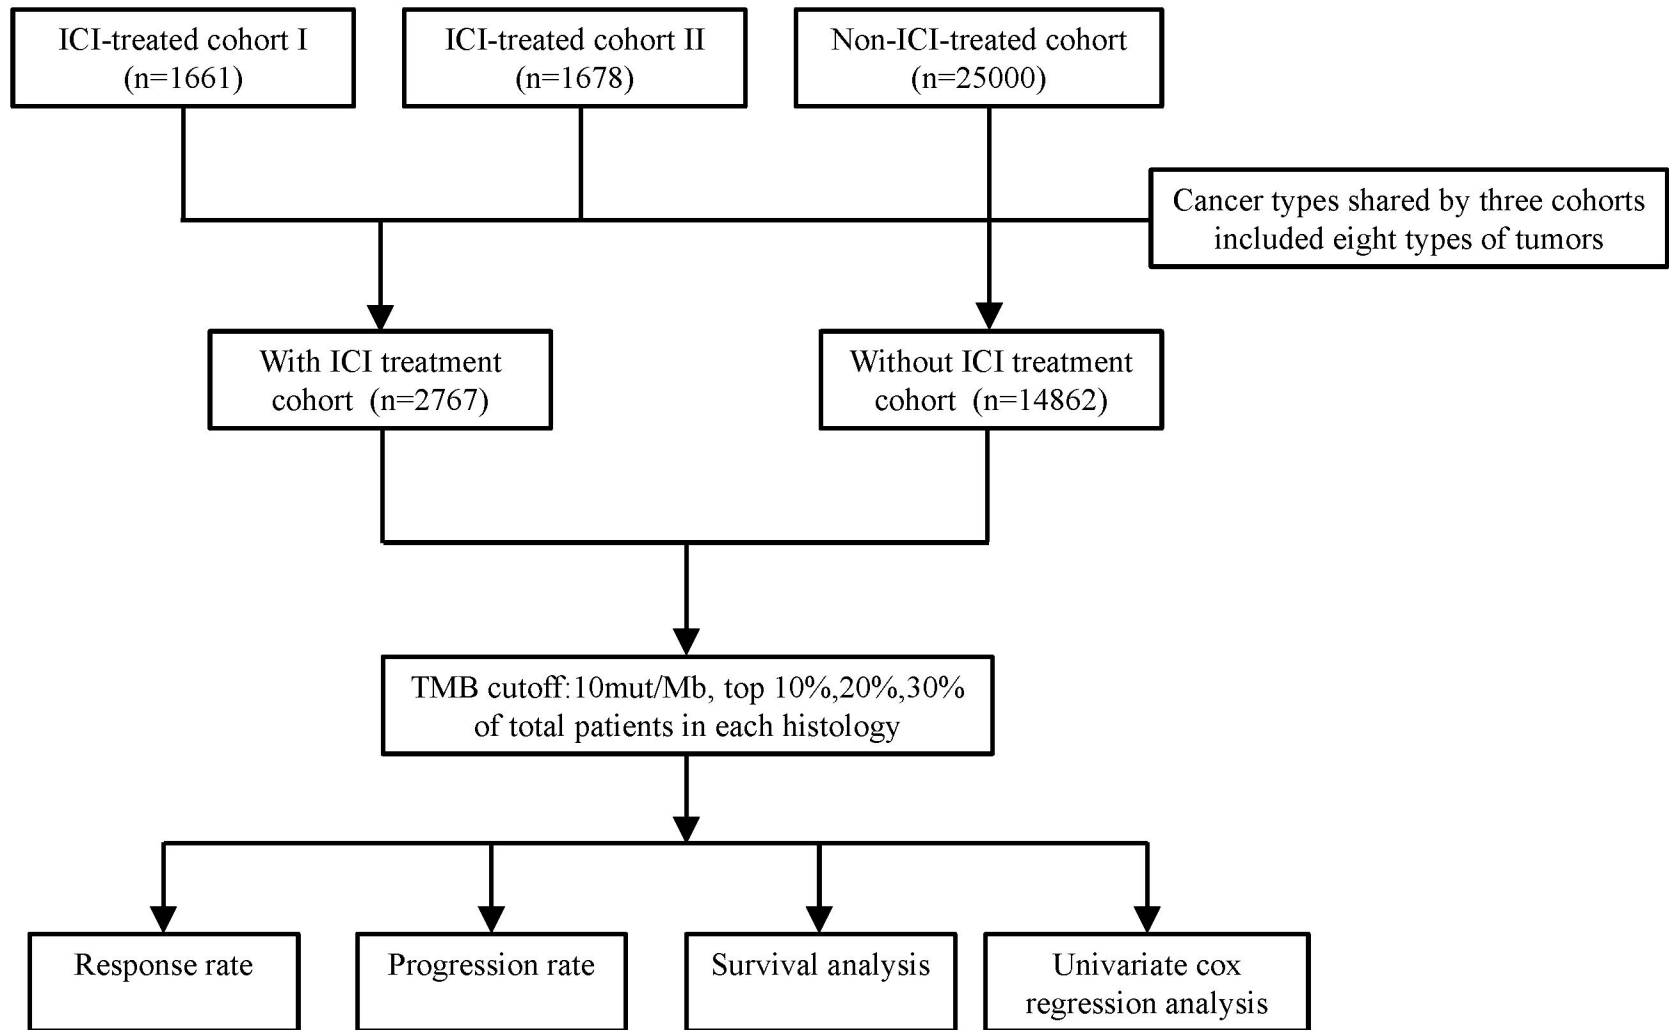 ICI-treated cohort I
(n=1661)
ICI-treated cohort II
(n=1678)
Non-ICI-treated cohort
(n=25000)
Cancer types shared by three cohorts
included eight types of tumors
With ICI treatment
cohort (n=2767)
Without ICI treatment
cohort (n=14862)
TMB cutoff:10mut/Mb, top 10%,20%,30%
of total patients in each histology
Response rate
Progression rate
Survival analysis
Univariate cox
regression analysis